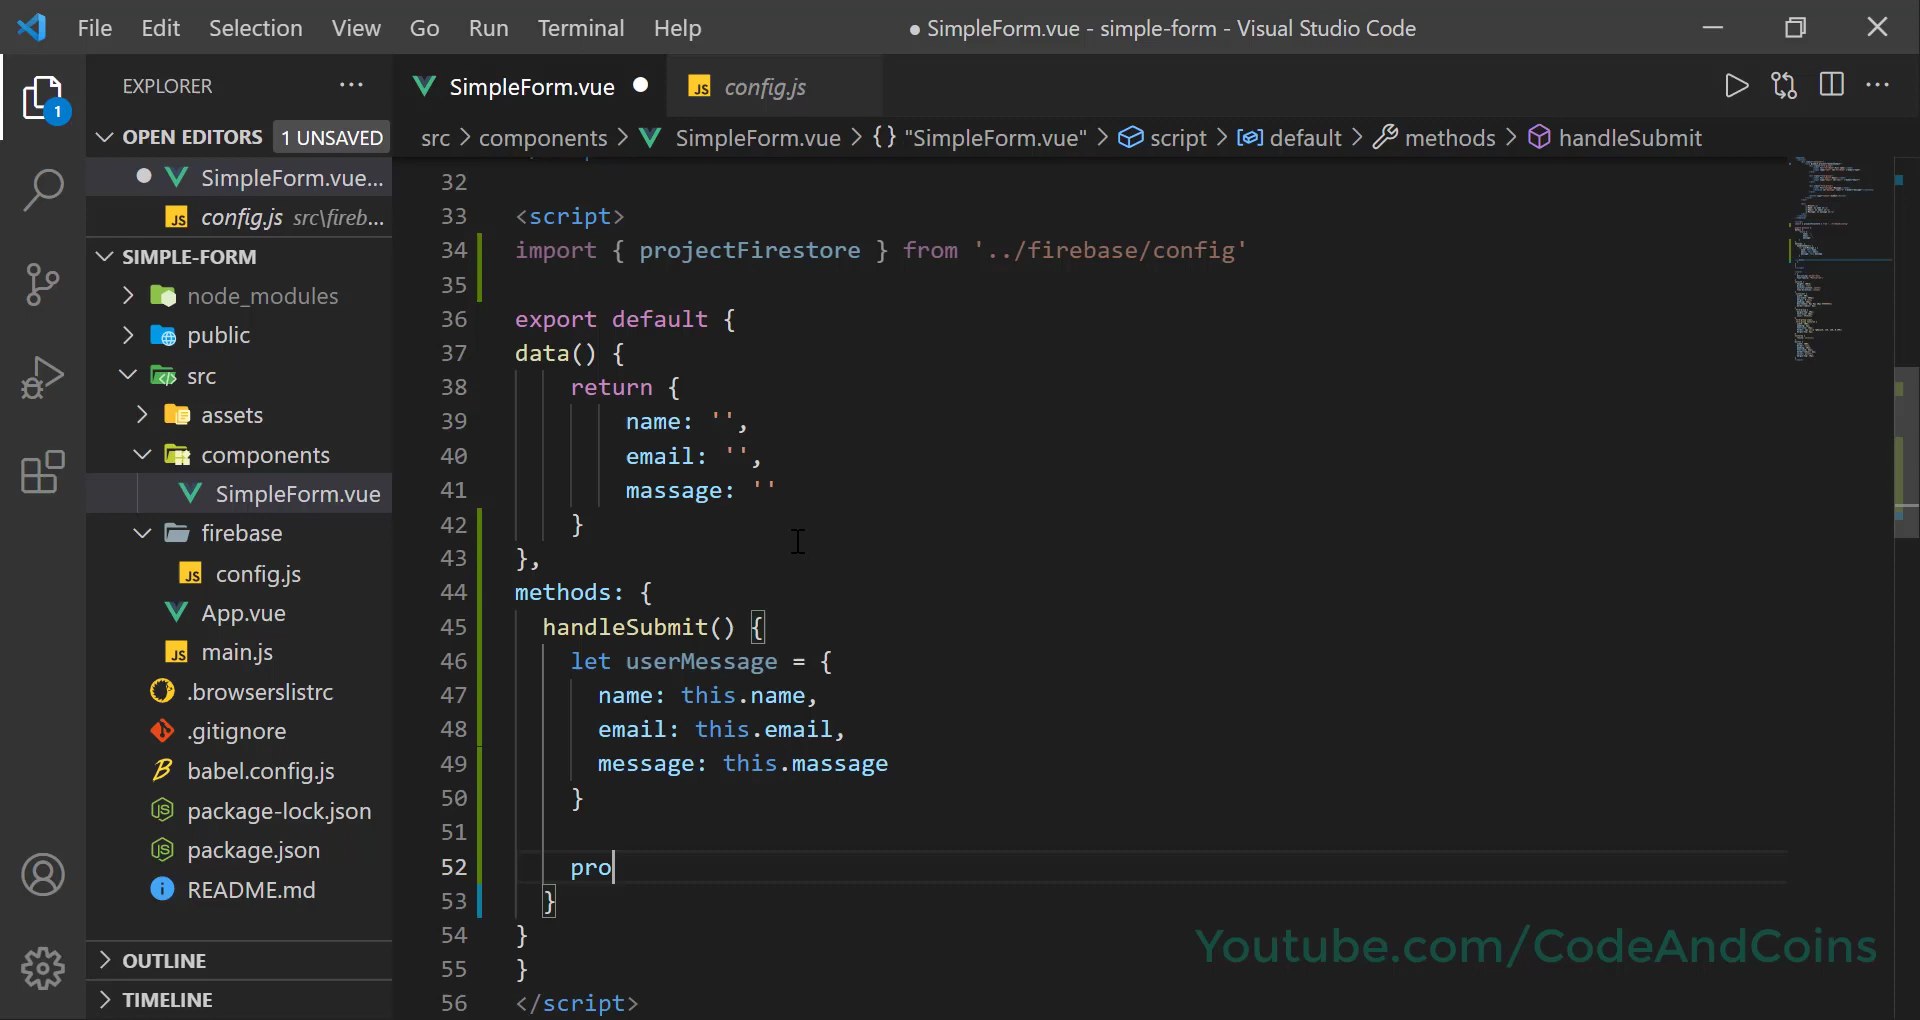 File Edit Selection View Go Run Terminal Help
● SimpleForm.vue - simple-form - Visual Studio Code
EXPLORER
SimpleForm.vue
JS config.js
1
OPEN EDITORS 1 UNSAVED
src > components > SimpleForm.vue > {} "SimpleForm.vue" > script > default > methods > handleSubmit
SimpleForm.vue...
JS config.js src\fireb...
SIMPLE-FORM
node_modules
public
src
assets
components
SimpleForm.vue
firebase
JS config.js
App.vue
JS main.js
.browserslistrc
.gitignore
babel.config.js
package-lock.json
package.json
README.md
OUTLINE
TIMELINE
32
33 <script>
34 import { projectFirestore } from '../firebase/config'
35
36 export default {
37 data() {
38 return {
39 name: '',
40 email: '',
41 massage: ''
42 }
43 },
44 methods: {
45 handleSubmit() {
46 let userMessage = {
47 name: this.name,
48 email: this.email,
49 message: this.massage
50 }
51
52 pro
53 }
54 }
55 }
56 </script>
Youtube.com/CodeAndCoins